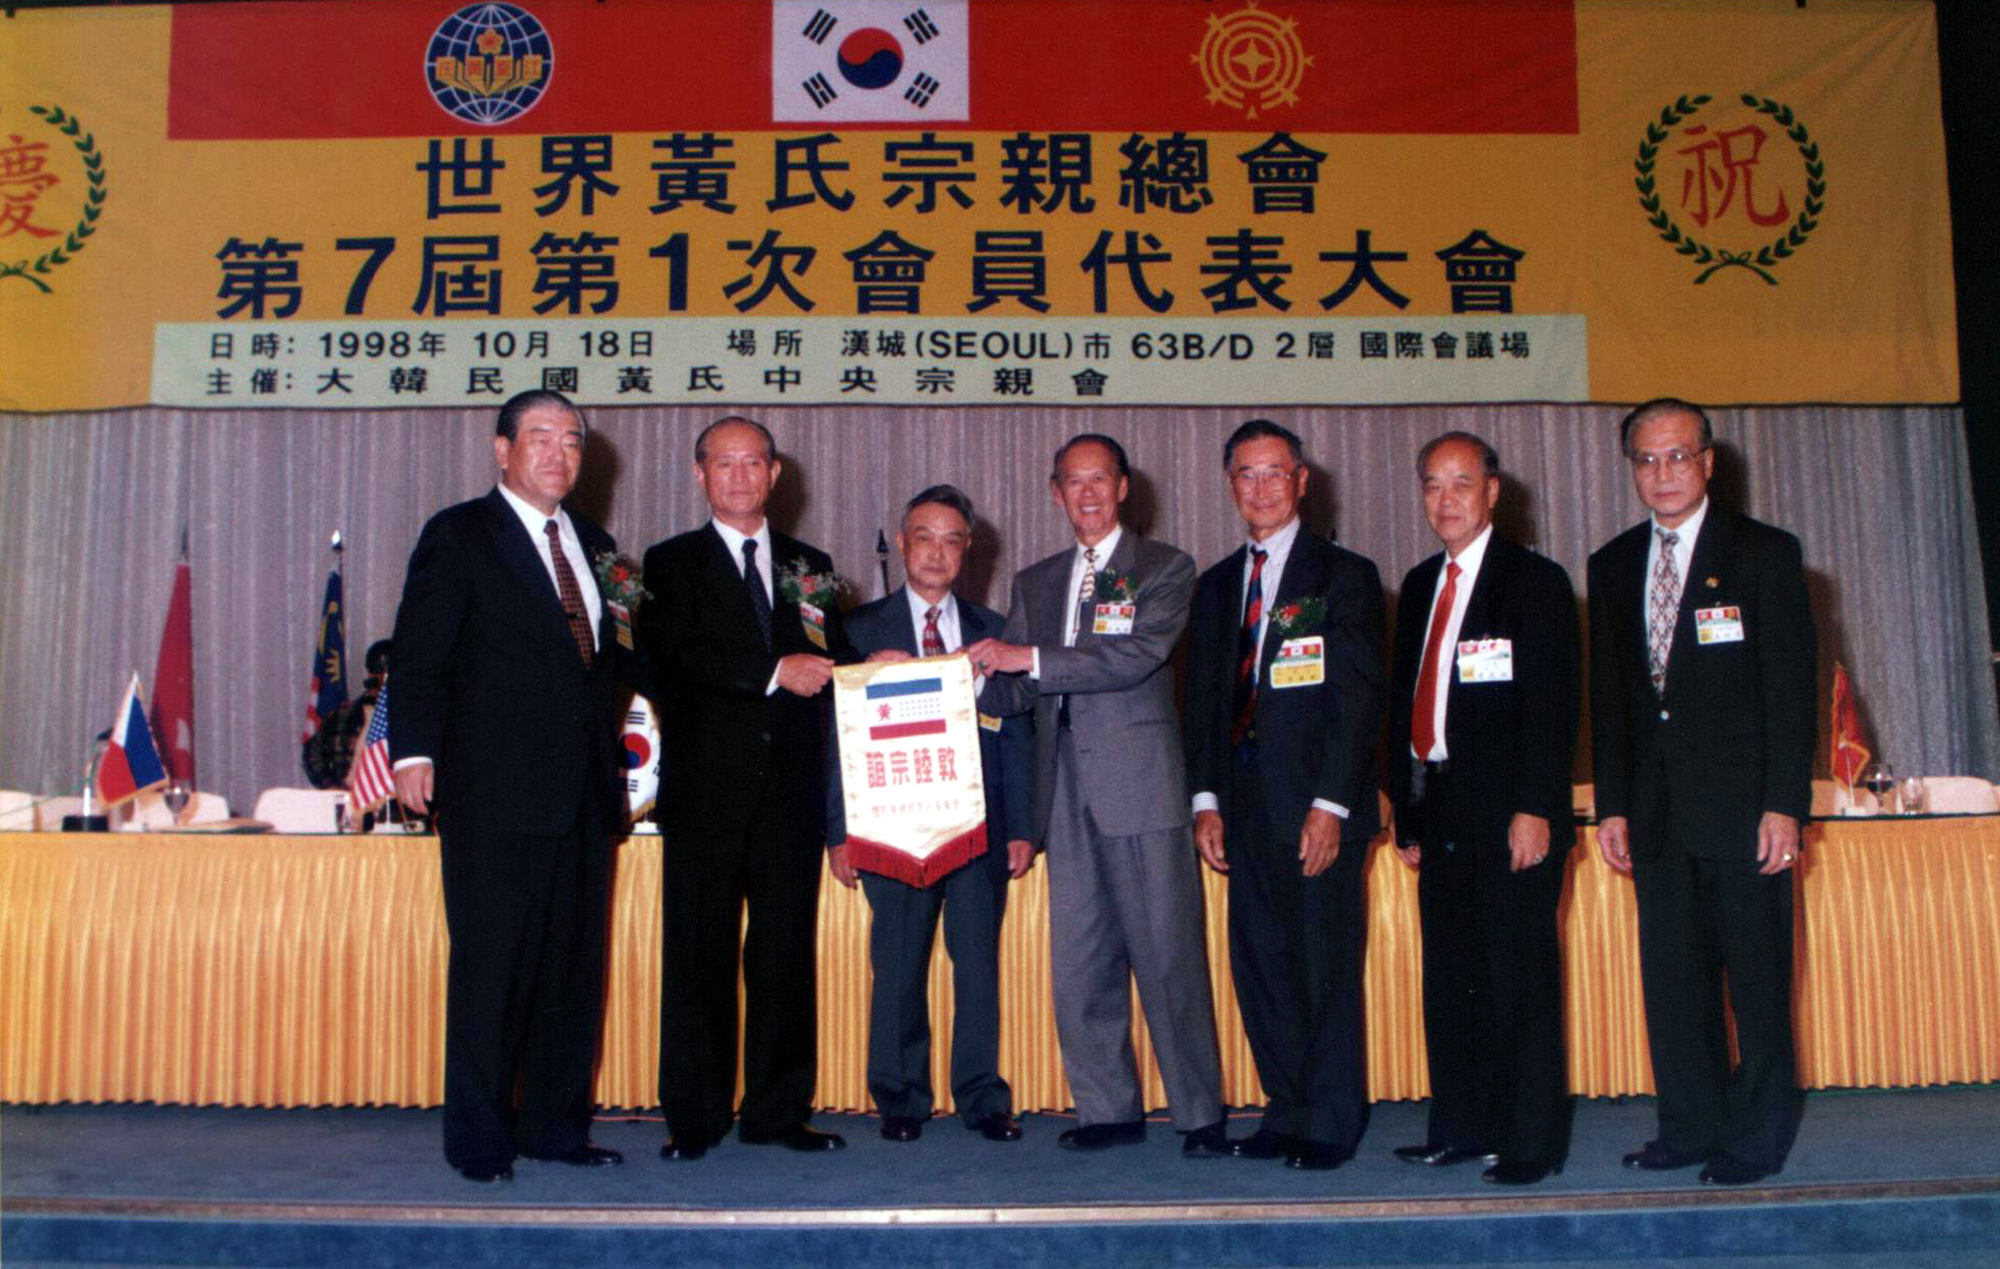 慶
祝
世界黃氏宗親總會
第7屆第1次會員代表大會
日時: 1998年 10月 18日 場所 漢城(SEOUL)市 63B/D 2層 國際會議場
主催: 大韓民國黃氏中央宗親會
黃
誼宗睦敦